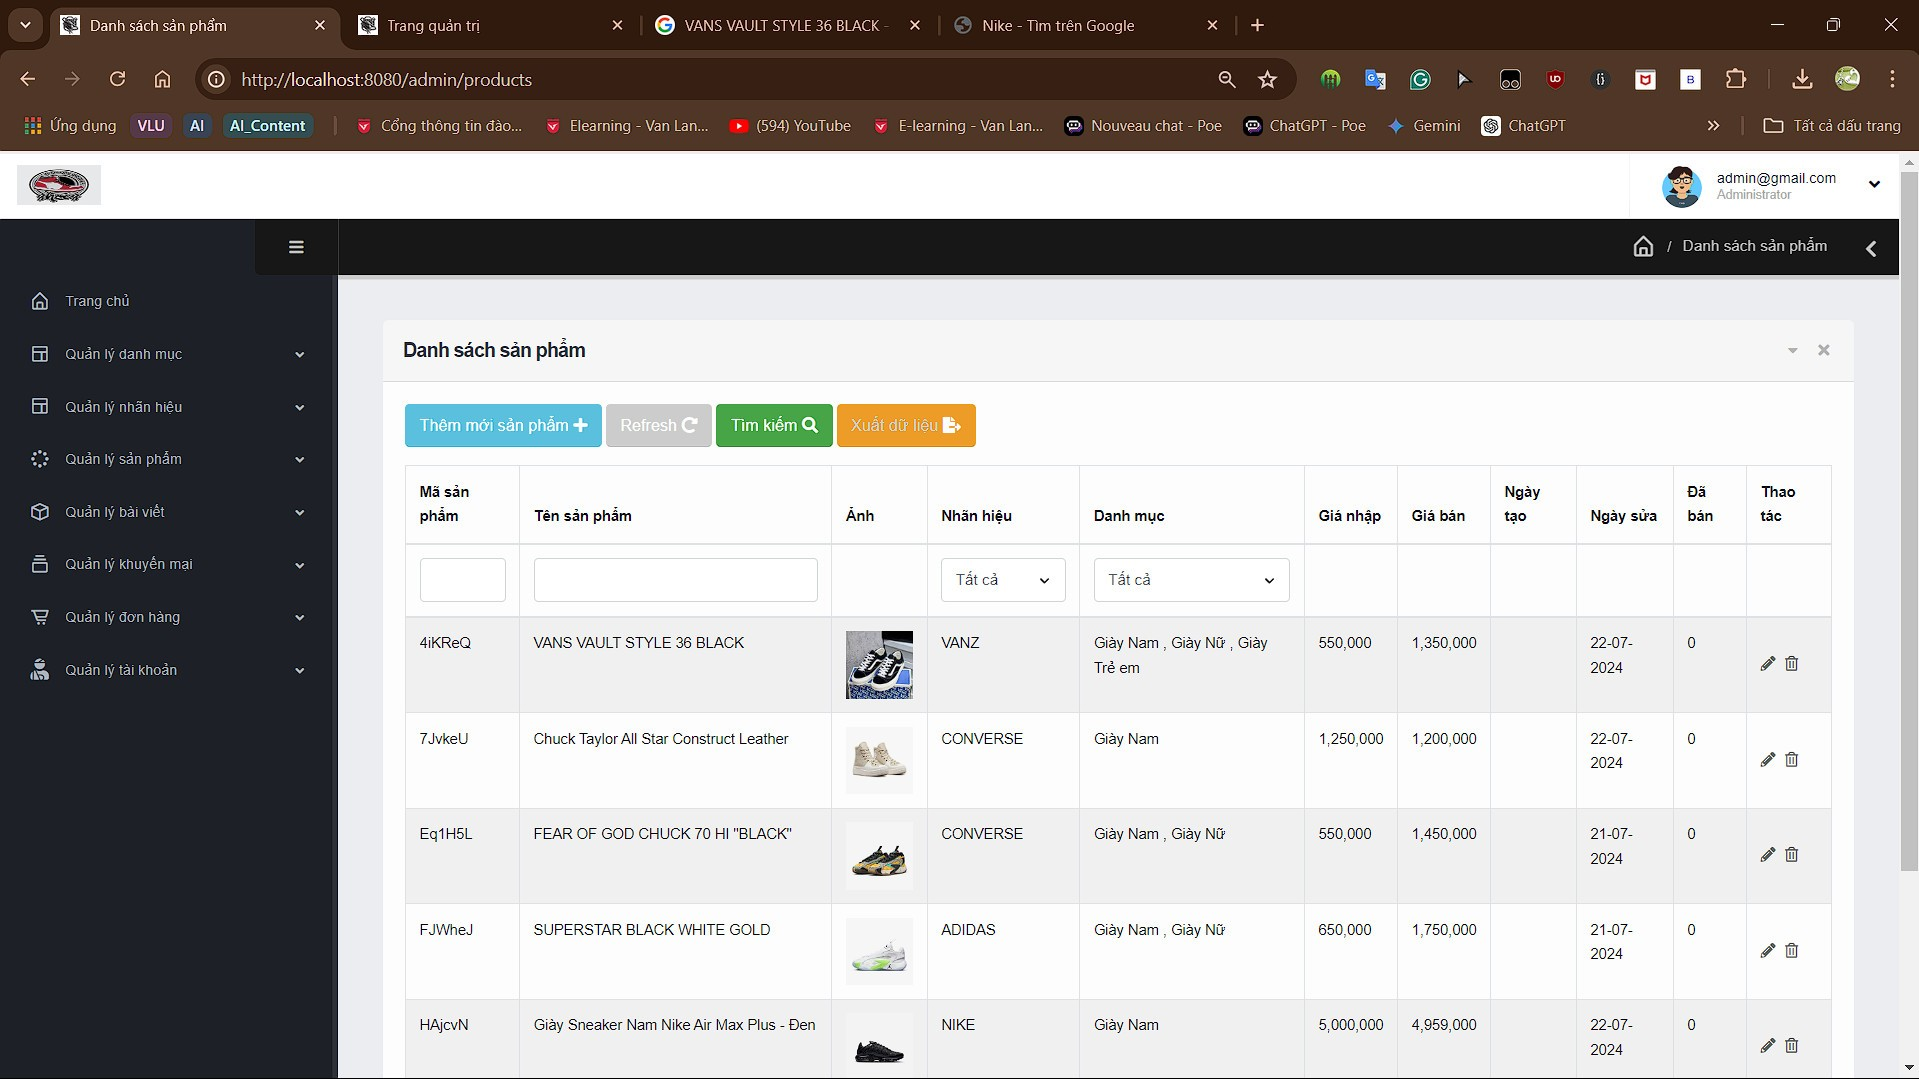 Danh sách sản phẩm
Trang quản trị
VANS VAULT STYLE 36 BLACK -
Nike - Tìm trên Google
http://localhost:8080/admin/products
Ứng dụng
VLU
AI
AI_Content
Cổng thông tin đào...
Elearning - Van Lan...
(594) YouTube
E-learning - Van Lan...
Nouveau chat - Poe
ChatGPT - Poe
Gemini
ChatGPT
Tất cả dấu trang
admin@gmail.com
Administrator
/ Danh sách sản phẩm
Trang chủ
Quản lý danh mục
Quản lý nhãn hiệu
Quản lý sản phẩm
Quản lý bài viết
Quản lý khuyến mại
Quản lý đơn hàng
Quản lý tài khoản
Danh sách sản phẩm
Thêm mới sản phẩm
Refresh
Tìm kiếm
Xuất dữ liệu
Mã sản phẩm
Tên sản phẩm
Ảnh
Nhãn hiệu
Danh mục
Giá nhập
Giá bán
Ngày tạo
Ngày sửa
Đã bán
Thao tác
Tất cả
Tất cả
4iKReQ VANS VAULT STYLE 36 BLACK VANZ Giày Nam , Giày Nữ , Giày Trẻ em 550,000 1,350,000 22-07-2024 0
7JvkeU Chuck Taylor All Star Construct Leather CONVERSE Giày Nam 1,250,000 1,200,000 22-07-2024 0
Eq1H5L FEAR OF GOD CHUCK 70 HI "BLACK" CONVERSE Giày Nam , Giày Nữ 550,000 1,450,000 21-07-2024 0
FJWheJ SUPERSTAR BLACK WHITE GOLD ADIDAS Giày Nam , Giày Nữ 650,000 1,750,000 21-07-2024 0
HAjcvN Giày Sneaker Nam Nike Air Max Plus - Đen NIKE Giày Nam 5,000,000 4,959,000 22-07-2024 0